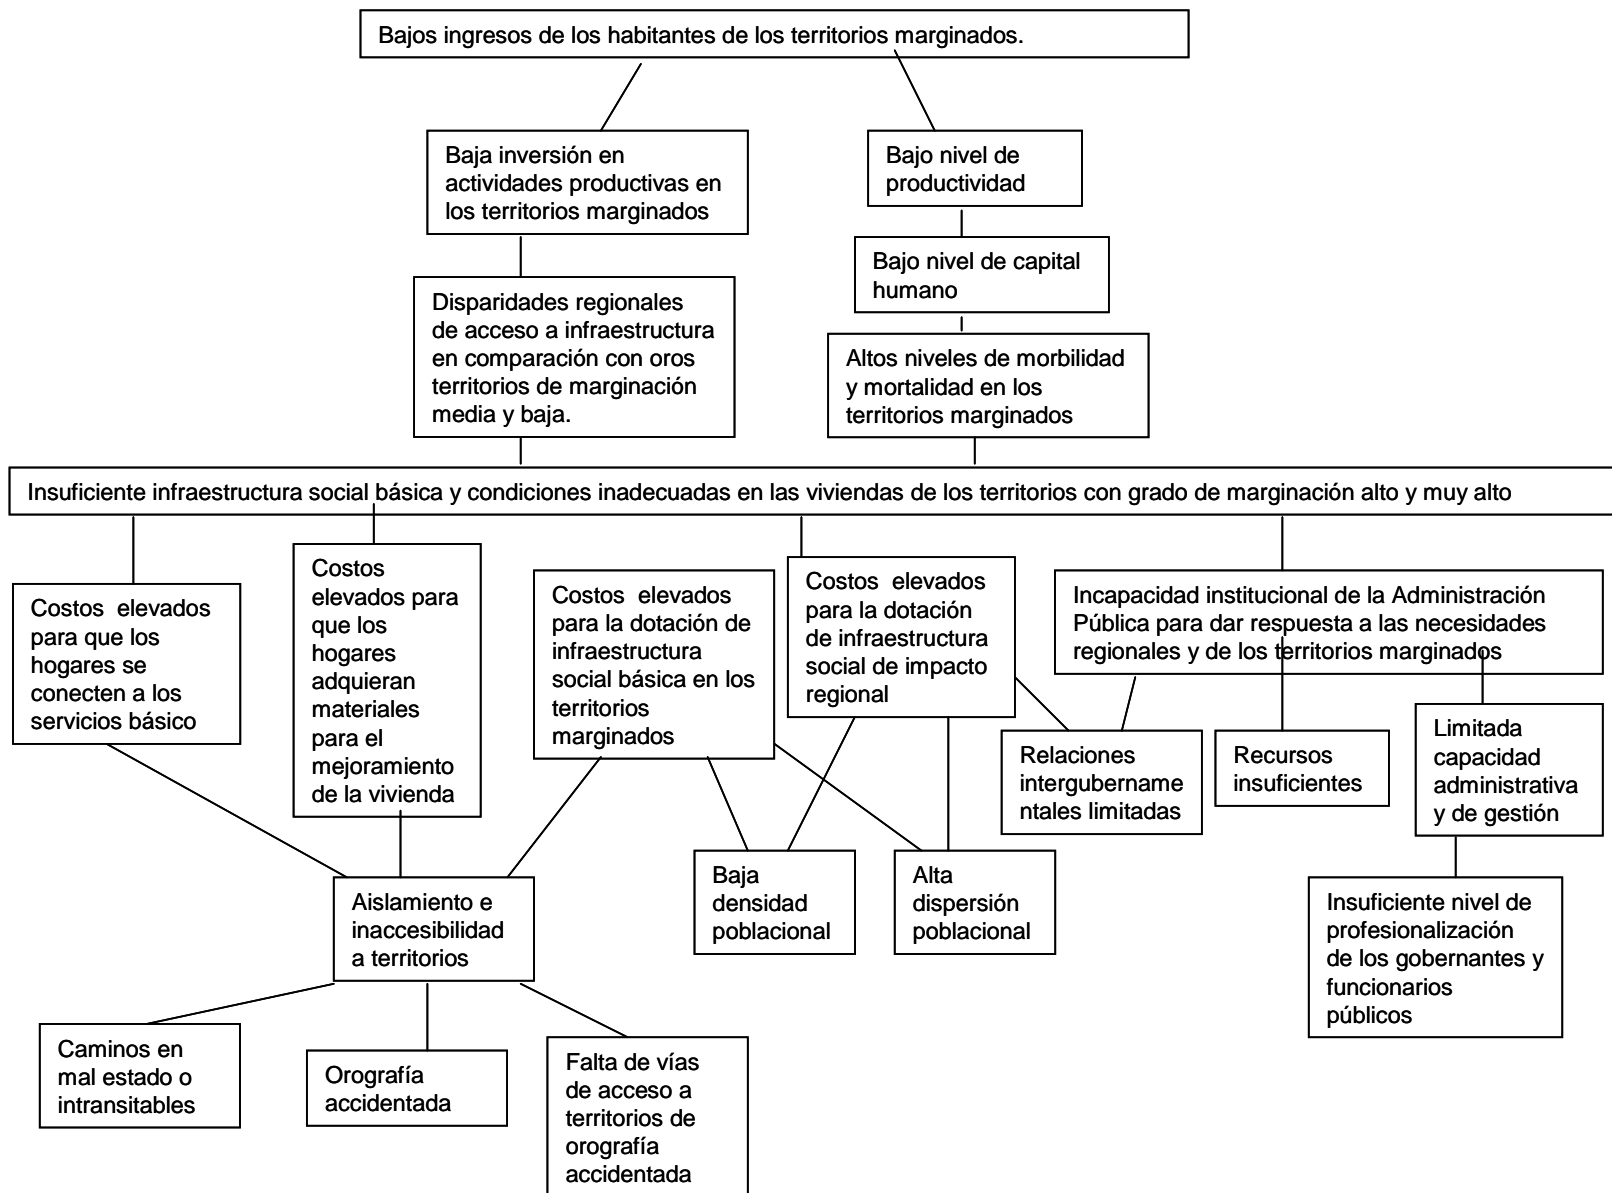 Bajos ingresos de los habitantes de los territorios marginados.
Baja inversión en
actividades productivas en
los territorios marginados
Bajo nivel de
productividad
Bajo nivel de capital
humano
Disparidades regionales
de acceso a infraestructura
en comparación con oros
territorios de marginación
media y baja.
Altos niveles de morbilidad
y mortalidad en los
territorios marginados
Insuficiente infraestructura social básica y condiciones inadecuadas en las viviendas de los territorios con grado de marginación alto y muy alto
Costos elevados
para que los
hogares se
conecten a los
servicios básico
Costos
elevados para
que los
hogares
adquieran
materiales
para el
mejoramiento
de la vivienda
Costos elevados
para la dotación de
infraestructura
social básica en los
territorios
marginados
Costos elevados
para la dotación
de infraestructura
social de impacto
regional
Incapacidad institucional de la Administración
Pública para dar respuesta a las necesidades
regionales y de los territorios marginados
Relaciones
intergubername
ntales limitadas
Recursos
insuficientes
Limitada
capacidad
administrativa
y de gestión
Aislamiento e
inaccesibilidad
a territorios
Baja
densidad
poblacional
Alta
dispersión
poblacional
Insuficiente nivel de
profesionalización
de los gobernantes y
funcionarios
públicos
Caminos en
mal estado o
intransitables
Orografía
accidentada
Falta de vías
de acceso a
territorios de
orografía
accidentada